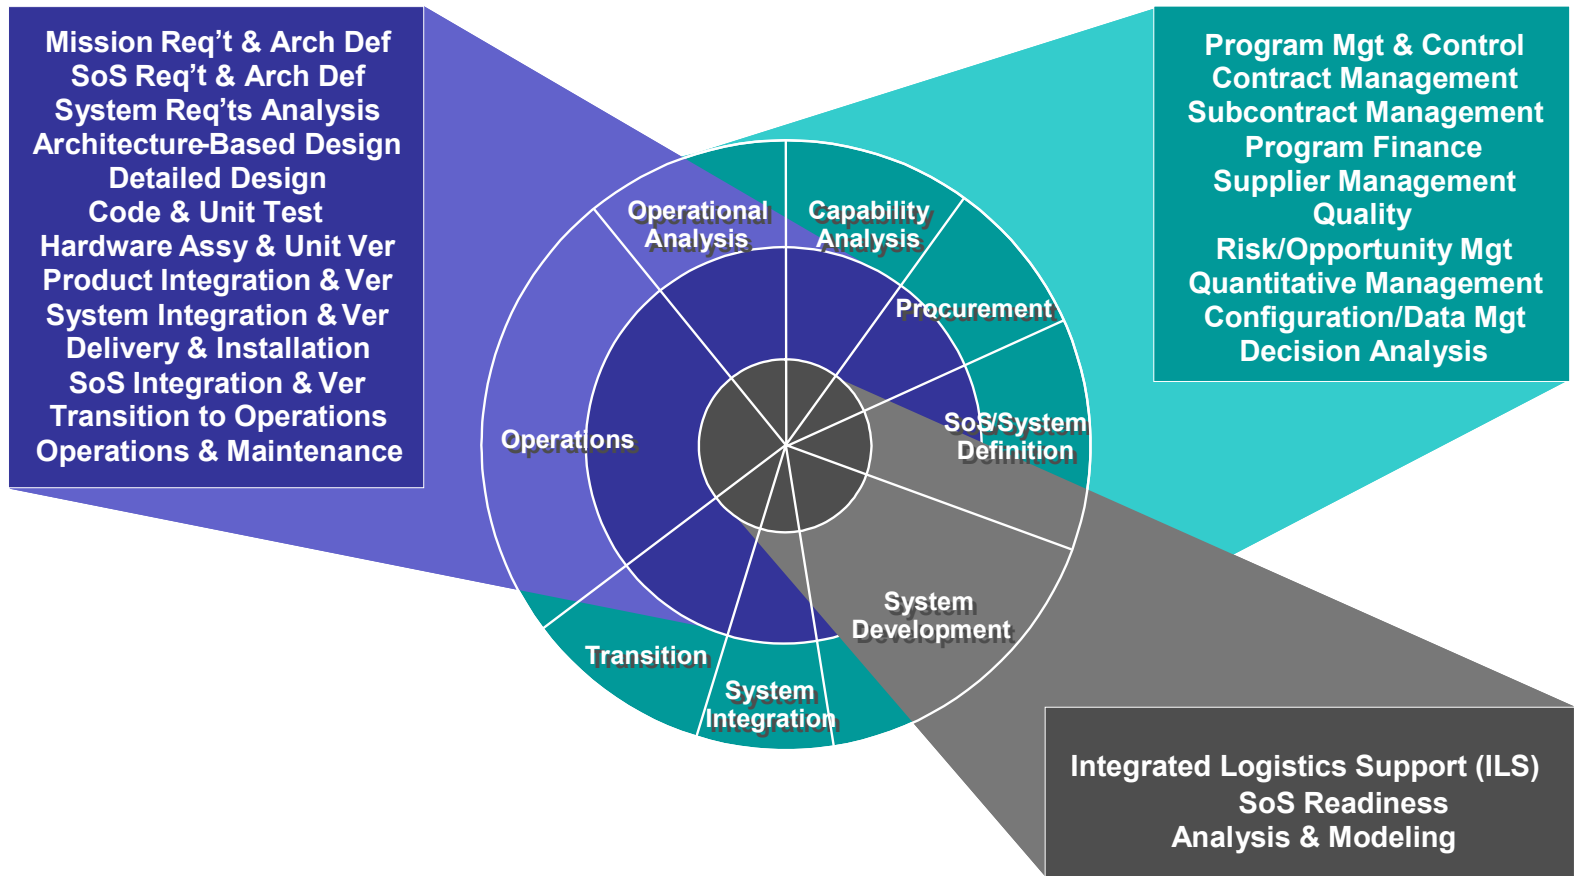 Mission Req't & Arch Def
SoS Req't & Arch Def
System Req'ts Analysis
Architecture-Based Design
Detailed Design
Code & Unit Test
Hardware Assy & Unit Ver
Product Integration & Ver
System Integration & Ver
Delivery & Installation
SoS Integration & Ver
Transition to Operations
Operations & Maintenance
Program Mgt & Control
Contract Management
Subcontract Management
Program Finance
Supplier Management
Quality
Risk/Opportunity Mgt
Quantitative Management
Configuration/Data Mgt
Decision Analysis
Operational
Analysis
Capability
Analysis
Procurement
SoS/System
Definition
Operations
System
Development
Transition
System
Integration
Integrated Logistics Support (ILS)
SoS Readiness
Analysis & Modeling